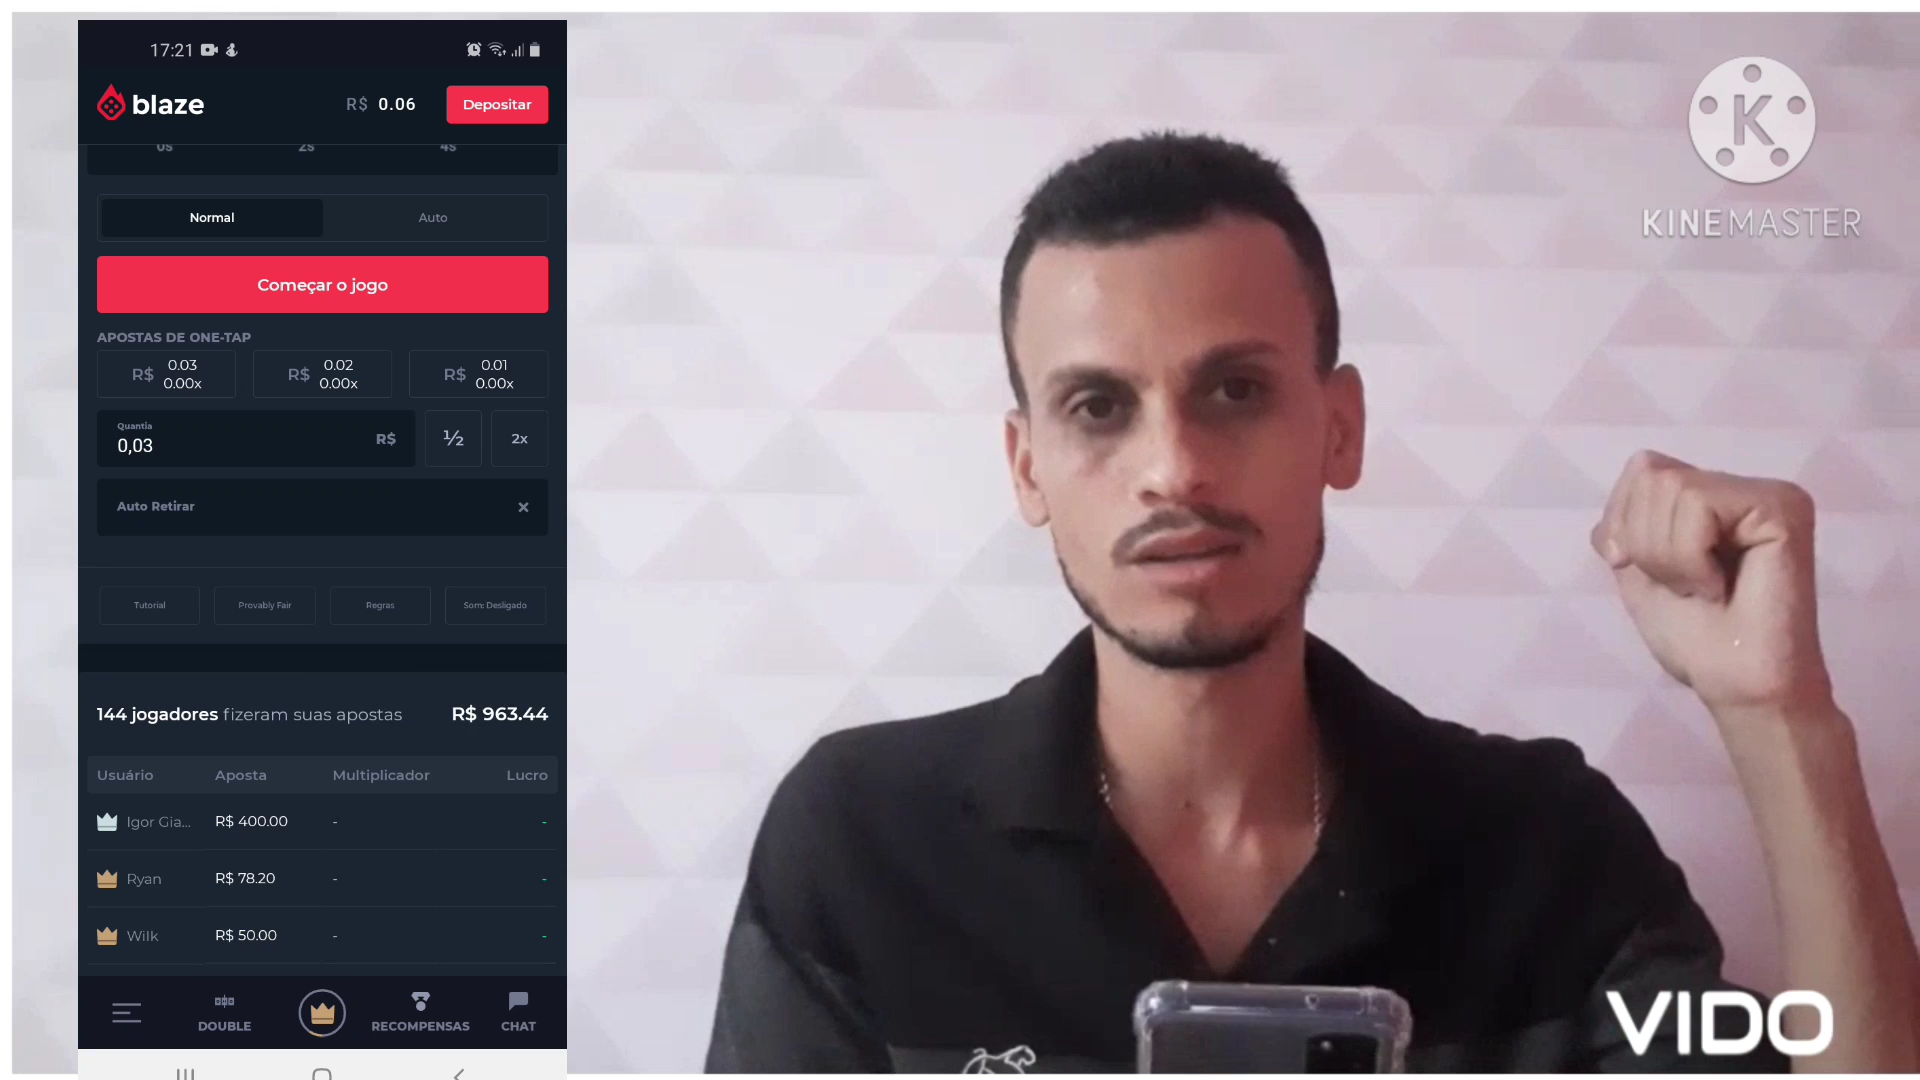 17:21
blaze
R$ 0.06
Depositar
0s 2s 4s
Normal
Auto
Começar o jogo
APOSTAS DE ONE-TAP
R$ 0.03 0.00x
R$ 0.02 0.00x
R$ 0.01 0.00x
Quantia
0,03
R$
½
2x
Auto Retirar
Tutorial
Provably Fair
Regras
Som: Desligado
144 jogadores fizeram suas apostas R$ 963.44
Usuário Aposta Multiplicador Lucro
Igor Gia... R$ 400.00 - -
Ryan R$ 78.20 - -
Wilk R$ 50.00 - -
DOUBLE
RECOMPENSAS
CHAT
K
KINEMASTER
VIDO